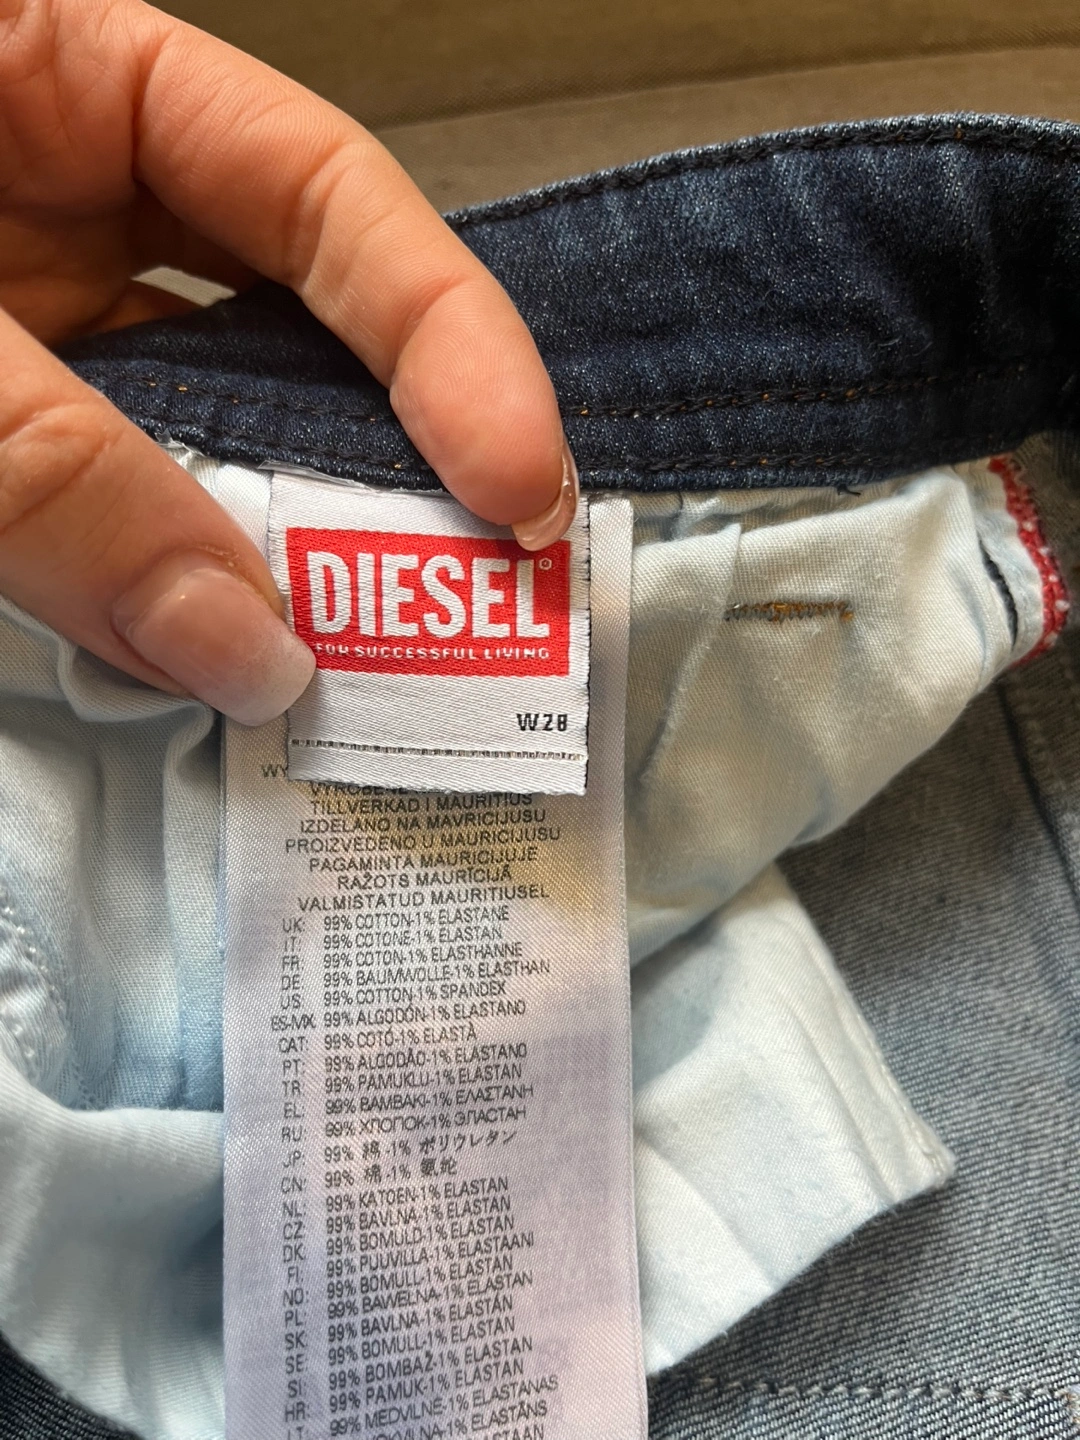 DIESEL
FOR SUCCESSFUL LIVING
W28
WY
VYROBENE
TILLVERKAD I MAURITIUS
IZDELANO NA MAVRICIJUSU
PROIZVEDENO U MAURICIJUSU
PAGAMINTA MAURICIJUJE
RAŽOTS MAURĪCIJĀ
VALMISTATUD MAURITIUSEL
UK: 99% COTTON-1% ELASTANE
IT: 99% COTONE-1% ELASTAN
FR 99% COTON-1% ELASTHANNE
DE 99% BAUMWOLLE-1% ELASTHAN
US: 99% COTTON-1% SPANDEX
ES-MX 99% ALGODÓN-1% ELASTANO
CAT: 99% COTÓ-1% ELASTÀ
PT: 99% ALGODÃO-1% ELASTANO
TR 99% PAMUKLU-1% ELASTAN
EL: 99% ΒΑΜΒΑΚΙ-1% ΕΛΑΣΤΑΝΗ
RU: 99% ХЛОПОК-1% ЭЛАСТАН
JP: 99% 綿 -1% ポリウレタン
CN: 99% 棉 -1% 氨纶
NL: 99% KATOEN-1% ELASTAN
CZ: 99% BAVLNA-1% ELASTAN
DK: 99% BOMULD-1% ELASTAN
FI: 99% PUUVILLA-1% ELASTAANI
NO: 99% BOMULL-1% ELASTAN
PL: 99% BAWEŁNA-1% ELASTAN
SK: 99% BAVLNA-1% ELASTÁN
SE: 99% BOMULL-1% ELASTAN
SI: 99% BOMBAŽ-1% ELASTAN
HR: 99% PAMUK-1% ELASTAN
LT: 99% MEDVILNĖ-1% ELASTANAS
ELASTĀNS
ELASTAAN